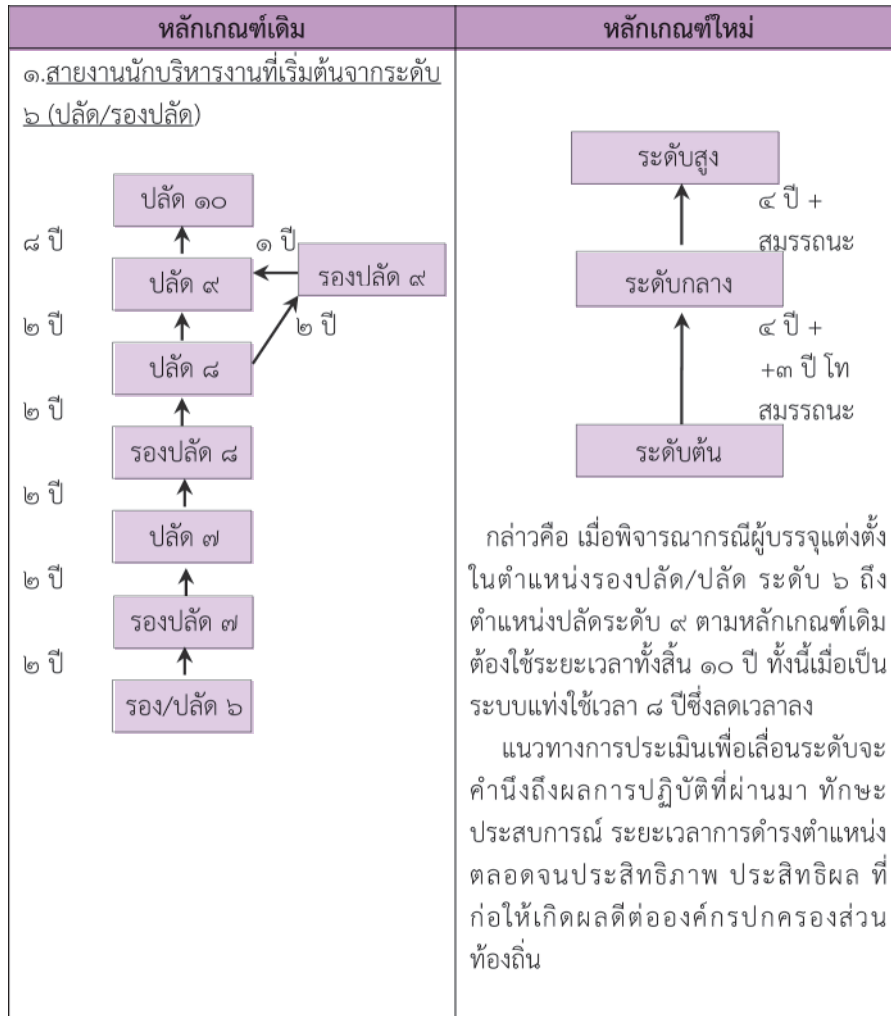 หลักเกณฑ์เดิม
หลักเกณฑ์ใหม่
๑.สายงานนักบริหารงานที่เริ่มต้นจากระดับ
๖ (ปลัด/รองปลัด)
ปลัด ๑๐
๘ ปี
๑ ปี
ปลัด ๙
รองปลัด ๙
๒ ปี
๒ ปี
ปลัด ๘
๒ ปี
รองปลัด ๘
๒ ปี
ปลัด ๗
๒ ปี
รองปลัด ๗
๒ ปี
รอง/ปลัด ๖
ระดับสูง
๔ ปี +
สมรรถนะ
ระดับกลาง
๔ ปี +
+๓ ปี โท
สมรรถนะ
ระดับต้น
กล่าวคือ เมื่อพิจารณากรณีผู้บรรจุแต่งตั้ง
ในตำแหน่งรองปลัด/ปลัด ระดับ ๖ ถึง
ตำแหน่งปลัดระดับ ๙ ตามหลักเกณฑ์เดิม
ต้องใช้ระยะเวลาทั้งสิ้น ๑๐ ปี ทั้งนี้เมื่อเป็น
ระบบแท่งใช้เวลา ๘ ปีซึ่งลดเวลาลง
แนวทางการประเมินเพื่อเลื่อนระดับจะ
คำนึงถึงผลการปฏิบัติที่ผ่านมา ทักษะ
ประสบการณ์ ระยะเวลาการดำรงตำแหน่ง
ตลอดจนประสิทธิภาพ ประสิทธิผล ที่
ก่อให้เกิดผลดีต่อองค์กรปกครองส่วน
ท้องถิ่น